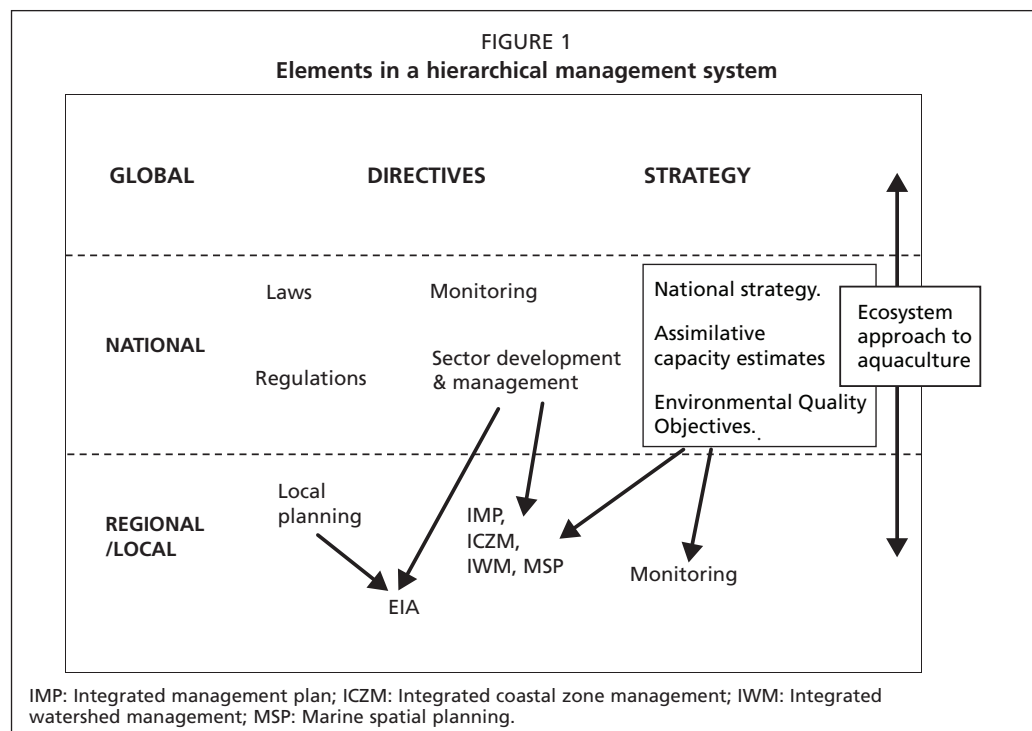 FIGURE 1
Elements in a hierarchical management system
GLOBAL DIRECTIVES STRATEGY
NATIONAL
Laws Monitoring
Regulations
Sector development
& management
National strategy.
Assimilative
capacity estimates
Environmental Quality
Objectives.
Ecosystem
approach to
aquaculture
REGIONAL
/LOCAL
Local
planning
EIA
IMP,
ICZM,
IWM, MSP
Monitoring
IMP: Integrated management plan; ICZM: Integrated coastal zone management; IWM: Integrated
watershed management; MSP: Marine spatial planning.